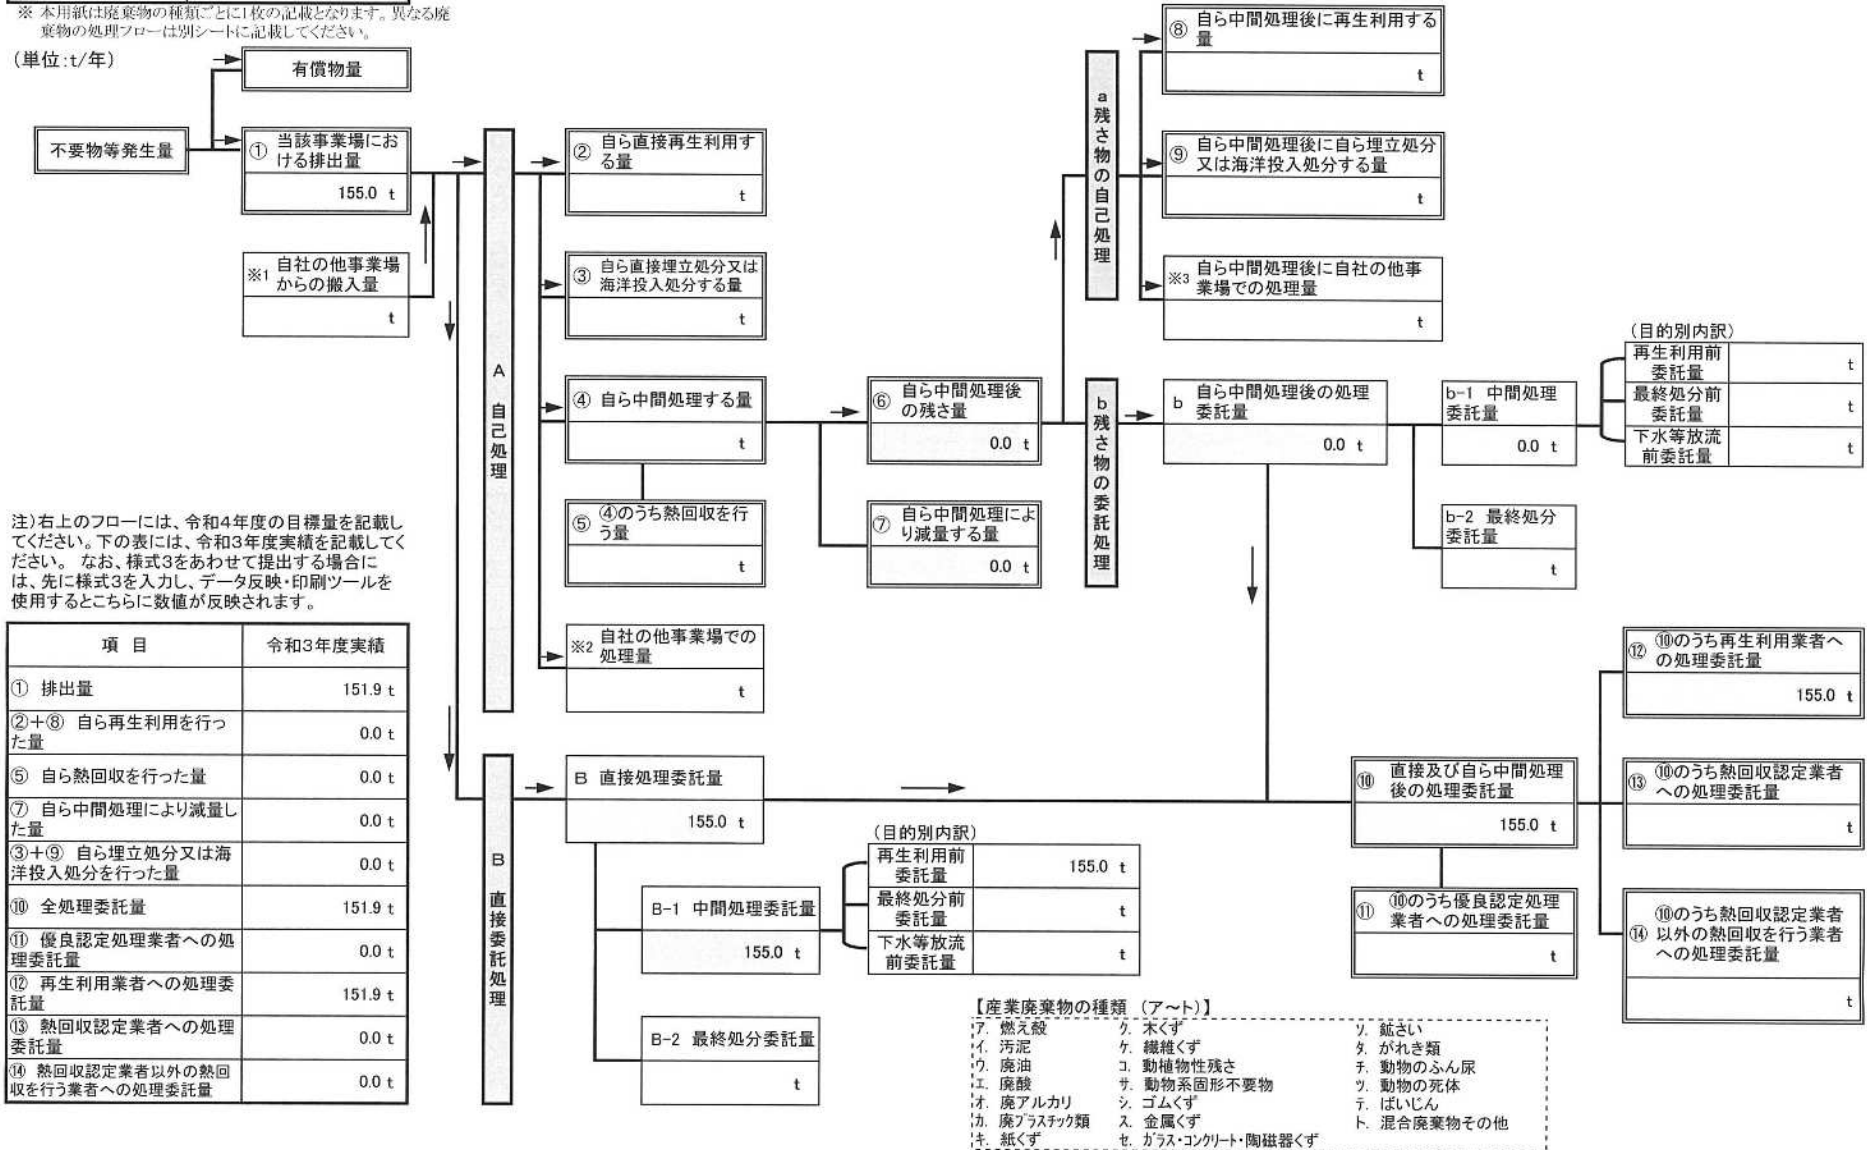 ※ 本用紙は廃棄物の種類ごとに1枚の記載となります。異なる廃
棄物の処理フローは別シートに記載してください。
(単位:t/年)
有償物量
不要物等発生量
① 当該事業場にお
ける排出量
155.0 t
※1 自社の他事業場
からの搬入量
t
A 自己処理
② 自ら直接再生利用す
る量
t
③ 自ら直接埋立処分又は
海洋投入処分する量
t
④ 自ら中間処理する量
t
⑤ ④のうち熱回収を行
う量
t
※2 自社の他事業場での
処理量
t
⑥ 自ら中間処理後
の残さ量
0.0 t
⑦ 自ら中間処理によ
り減量する量
0.0 t
a 残さ物の自己処理
⑧ 自ら中間処理後に再生利用する
量
t
⑨ 自ら中間処理後に自ら埋立処分
又は海洋投入処分する量
t
※3 自ら中間処理後に自社の他事
業場での処理量
t
b 残さ物の委託処理
b 自ら中間処理後の処理
委託量
0.0 t
b-1 中間処理
委託量
0.0 t
b-2 最終処分
委託量
t
(目的別内訳)
再生利用前
委託量
t
最終処分前
委託量
t
下水等放流
前委託量
t
注)右上のフローには、令和4年度の目標量を記載し
てください。下の表には、令和3年度実績を記載してく
ださい。 なお、様式3をあわせて提出する場合に
は、先に様式3を入力し、データ反映・印刷ツールを
使用するとこちらに数値が反映されます。
項 目 令和3年度実績
① 排出量 151.9 t
②+⑧ 自ら再生利用を行っ
た量 0.0 t
⑤ 自ら熱回収を行った量 0.0 t
⑦ 自ら中間処理により減量し
た量 0.0 t
③+⑨ 自ら埋立処分又は海
洋投入処分を行った量 0.0 t
⑩ 全処理委託量 151.9 t
⑪ 優良認定処理業者への処
理委託量 0.0 t
⑫ 再生利用業者への処理委
託量 151.9 t
⑬ 熱回収認定業者への処理
委託量 0.0 t
⑭ 熱回収認定業者以外の熱回
収を行う業者への処理委託量 0.0 t
B 直接委託処理
B 直接処理委託量
155.0 t
B-1 中間処理委託量
155.0 t
B-2 最終処分委託量
t
(目的別内訳)
再生利用前
委託量
155.0 t
最終処分前
委託量
t
下水等放流
前委託量
t
⑩ 直接及び自ら中間処理
後の処理委託量
155.0 t
⑪ ⑩のうち優良認定処理
業者への処理委託量
t
⑫ ⑩のうち再生利用業者へ
の処理委託量
155.0 t
⑬ ⑩のうち熱回収認定業者
への処理委託量
t
⑭ ⑩のうち熱回収認定業者
以外の熱回収を行う業者
への処理委託量
t
【産業廃棄物の種類 (ア～ト)】
ア. 燃え殻 ク. 木くず ソ. 鉱さい
イ. 汚泥 ケ. 繊維くず タ. がれき類
ウ. 廃油 コ. 動植物性残さ チ. 動物のふん尿
エ. 廃酸 サ. 動物系固形不要物 ツ. 動物の死体
オ. 廃アルカリ シ. ゴムくず テ. ばいじん
カ. 廃プラスチック類 ス. 金属くず ト. 混合廃棄物その他
キ. 紙くず セ. ガラス・コンクリート・陶磁器くず